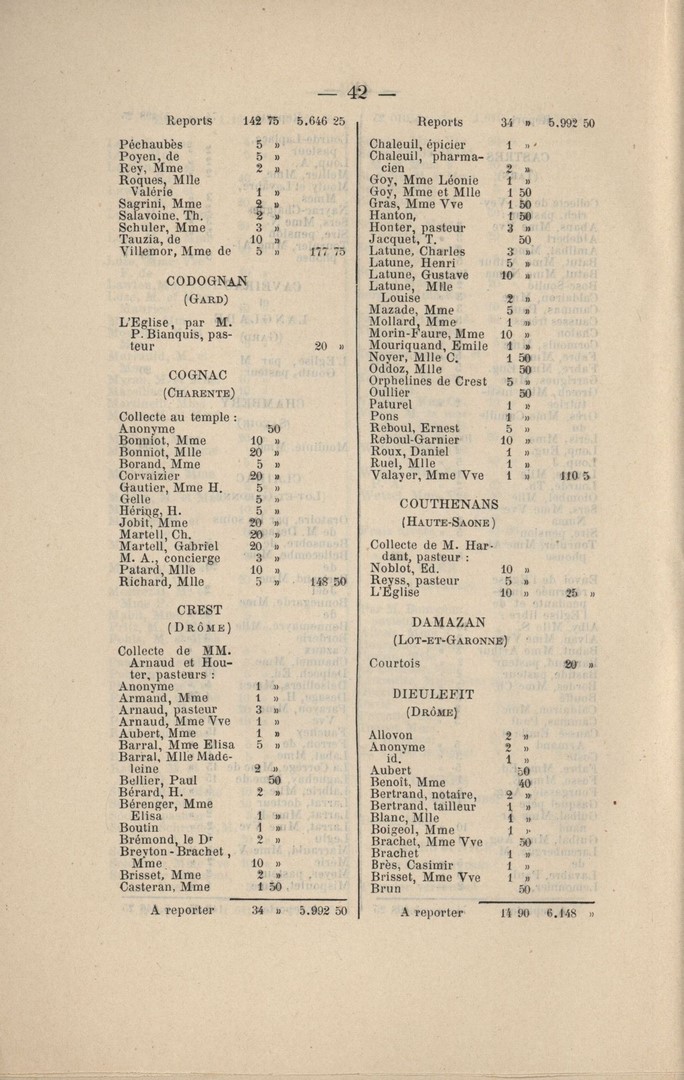 — 42 —
Reports 142 75 5.646 25
Péchaubès 5 »
Poyen, de 5 »
Rey, Mme 2 »
Roques, Mlle
Valérie 1 »
Sagrini, Mme 2 »
Salavoine, Th. 2 »
Schuler, Mme 3 »
Tauzia, de 10 »
Villemor, Mme de 5 » 177 75
CODOGNAN
(GARD)
L'Eglise, par M.
P. Bianquis, pas-
teur 20 »
COGNAC
(CHARENTE)
Collecte au temple :
Anonyme 50
Bonniot, Mme 10 »
Bonniot, Mlle 20 »
Borand, Mme 5 »
Corvaizier 20 »
Gautier, Mme H. 5 »
Gelle 5 »
Héring, H. 5 »
Jobit, Mme 20 »
Martell, Ch. 20 »
Martell, Gabriel 20 »
M. A., concierge 3 »
Patard, Mlle 10 »
Richard, Mlle 5 » 148 50
CREST
(DRÔME)
Collecte de MM.
Arnaud et Hou-
ter, pasteurs :
Anonyme 1 »
Armand, Mme 1 »
Arnaud, pasteur 3 »
Arnaud, Mme Vve 1 »
Aubert, Mme 1 »
Barral, Mme Elisa 5 »
Barral, Mlle Made-
leine 2 »
Bellier, Paul 50
Bérard, H. 2 »
Bérenger, Mme
Elisa 1 »
Boutin 1 »
Brémond, le Dr 2 »
Breyton-Brachet,
Mme 10 »
Brisset, Mme 2 »
Casteran, Mme 1 50
A reporter 34 » 5.992 50
Reports 34 » 5.992 50
Chaleuil, épicier 1 »
Chaleuil, pharma-
cien 2 »
Goy, Mme Léonie 1 »
Goy, Mme et Mlle 1 50
Gras, Mme Vve 1 50
Hanton, 1 50
Honter, pasteur 3 »
Jacquet, T. 50
Latune, Charles 3 »
Latune, Henri 5 »
Latune, Gustave 10 »
Latune, Mlle
Louise 2 »
Mazade, Mme 5 »
Mollard, Mme 1 »
Morin-Faure, Mme 10 »
Mouriquand, Emile 1 »
Noyer, Mlle C. 1 50
Oddoz, Mlle 50
Orphelines de Crest 5 »
Oullier 50
Paturel 1 »
Pons 1 »
Reboul, Ernest 5 »
Reboul-Garnier 10 »
Roux, Daniel 1 »
Ruel, Mlle 1 »
Valayer, Mme Vve 1 » 110 5
COUTHENANS
(HAUTE-SAONE)
Collecte de M. Har-
dant, pasteur :
Noblot, Ed. 10 »
Reyss, pasteur 5 »
L'Eglise 10 » 25 »
DAMAZAN
(LOT-ET-GARONNE)
Courtois 20 »
DIEULEFIT
(DRÔME)
Allovon 2 »
Anonyme 2 »
id. 1 »
Aubert 50
Benoît, Mme 40
Bertrand, notaire, 2 »
Bertrand, tailleur 1 »
Blanc, Mlle 1 »
Boigeol, Mme 1 »
Brachet, Mme Vve 50
Brachet 1 »
Brès, Casimir 1 »
Brisset, Mme Vve 1 »
Brun 50
A reporter 14 90 6.148 »